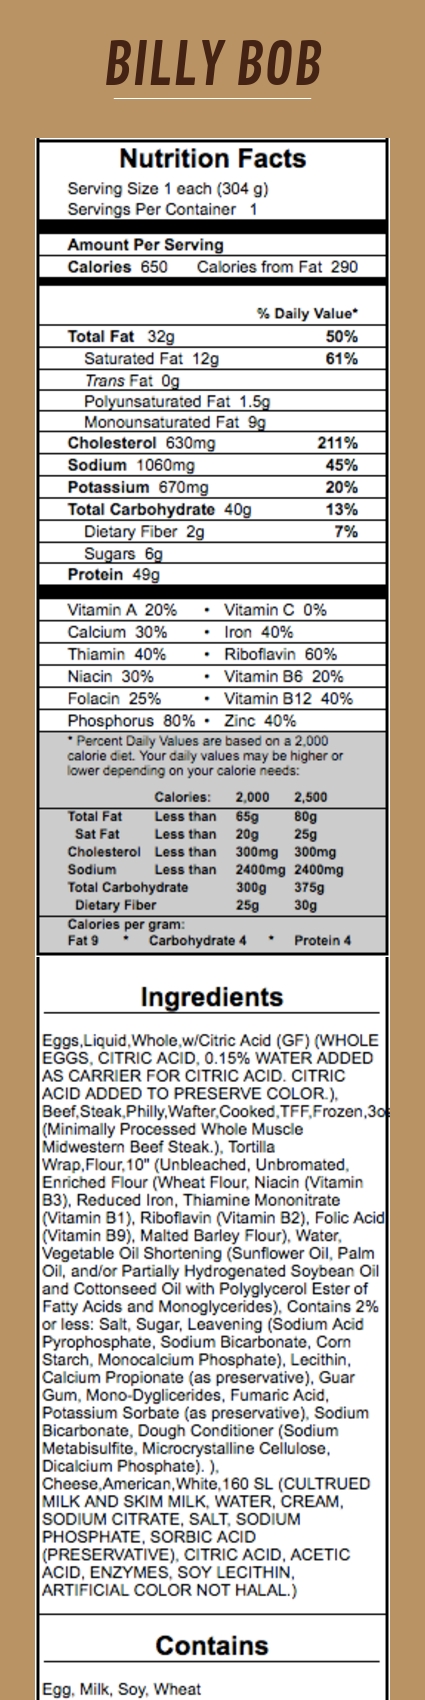 BILLY BOB
Nutrition Facts
Serving Size 1 each (304 g)
Servings Per Container 1
Amount Per Serving
Calories 650 Calories from Fat 290
% Daily Value*
Total Fat 32g 50%
Saturated Fat 12g 61%
Trans Fat 0g
Polyunsaturated Fat 1.5g
Monounsaturated Fat 9g
Cholesterol 630mg 211%
Sodium 1060mg 45%
Potassium 670mg 20%
Total Carbohydrate 40g 13%
Dietary Fiber 2g 7%
Sugars 6g
Protein 49g
Vitamin A 20% • Vitamin C 0%
Calcium 30% • Iron 40%
Thiamin 40% • Riboflavin 60%
Niacin 30% • Vitamin B6 20%
Folacin 25% • Vitamin B12 40%
Phosphorus 80% • Zinc 40%
* Percent Daily Values are based on a 2,000
calorie diet. Your daily values may be higher or
lower depending on your calorie needs:
Calories: 2,000 2,500
Total Fat Less than 65g 80g
Sat Fat Less than 20g 25g
Cholesterol Less than 300mg 300mg
Sodium Less than 2400mg 2400mg
Total Carbohydrate 300g 375g
Dietary Fiber 25g 30g
Calories per gram:
Fat 9 * Carbohydrate 4 * Protein 4
Ingredients
Eggs,Liquid,Whole,w/Citric Acid (GF) (WHOLE
EGGS, CITRIC ACID, 0.15% WATER ADDED
AS CARRIER FOR CITRIC ACID. CITRIC
ACID ADDED TO PRESERVE COLOR.),
Beef,Steak,Philly,Wafter,Cooked,TFF,Frozen,3oz
(Minimally Processed Whole Muscle
Midwestern Beef Steak.), Tortilla
Wrap,Flour,10" (Unbleached, Unbromated,
Enriched Flour (Wheat Flour, Niacin (Vitamin
B3), Reduced Iron, Thiamine Mononitrate
(Vitamin B1), Riboflavin (Vitamin B2), Folic Acid
(Vitamin B9), Malted Barley Flour), Water,
Vegetable Oil Shortening (Sunflower Oil, Palm
Oil, and/or Partially Hydrogenated Soybean Oil
and Cottonseed Oil with Polyglycerol Ester of
Fatty Acids and Monoglycerides), Contains 2%
or less: Salt, Sugar, Leavening (Sodium Acid
Pyrophosphate, Sodium Bicarbonate, Corn
Starch, Monocalcium Phosphate), Lecithin,
Calcium Propionate (as preservative), Guar
Gum, Mono-Dyglicerides, Fumaric Acid,
Potassium Sorbate (as preservative), Sodium
Bicarbonate, Dough Conditioner (Sodium
Metabisulfite, Microcrystalline Cellulose,
Dicalcium Phosphate). ),
Cheese,American,White,160 SL (CULTRUED
MILK AND SKIM MILK, WATER, CREAM,
SODIUM CITRATE, SALT, SODIUM
PHOSPHATE, SORBIC ACID
(PRESERVATIVE), CITRIC ACID, ACETIC
ACID, ENZYMES, SOY LECITHIN,
ARTIFICIAL COLOR NOT HALAL.)
Contains
Egg, Milk, Soy, Wheat